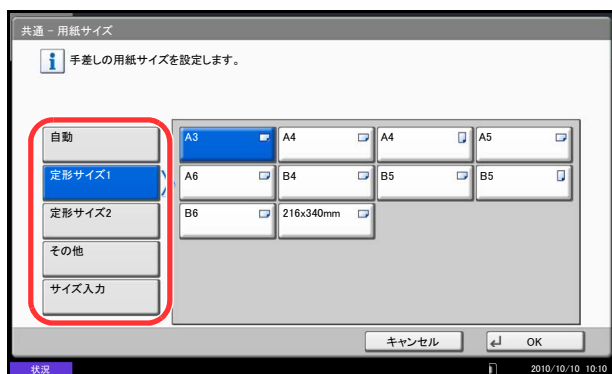 共通 - 用紙サイズ
手差しの用紙サイズを設定します。
自動
定形サイズ1
定形サイズ2
その他
サイズ入力
A3 A4 A4 A5
A6 B4 B5 B5
B6 216x340mm
キャンセル OK
状況 2010/10/10 10:10